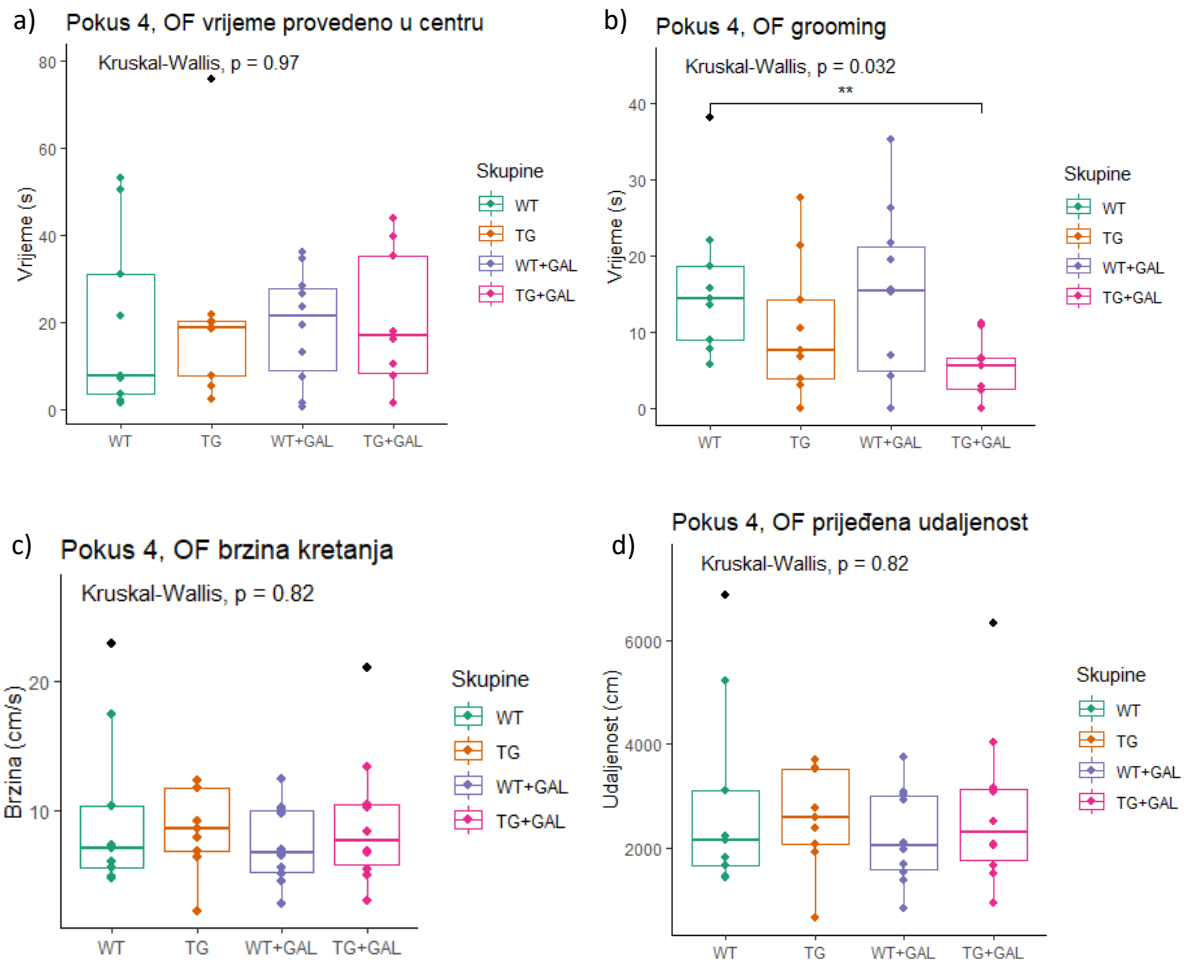 a)
Pokus 4, OF vrijeme provedeno u centru
Kruskal-Wallis, p = 0.97
Vrijeme (s)
80
60
40
20
0
WT
TG
WT+GAL
TG+GAL
Skupine
WT
TG
WT+GAL
TG+GAL
b)
Pokus 4, OF grooming
Kruskal-Wallis, p = 0.032
**
Vrijeme (s)
40
30
20
10
0
WT
TG
WT+GAL
TG+GAL
Skupine
WT
TG
WT+GAL
TG+GAL
c)
Pokus 4, OF brzina kretanja
Kruskal-Wallis, p = 0.82
Brzina (cm/s)
20
10
WT
TG
WT+GAL
TG+GAL
Skupine
WT
TG
WT+GAL
TG+GAL
d)
Pokus 4, OF prijeđena udaljenost
Kruskal-Wallis, p = 0.82
Udaljenost (cm)
6000
4000
2000
WT
TG
WT+GAL
TG+GAL
Skupine
WT
TG
WT+GAL
TG+GAL